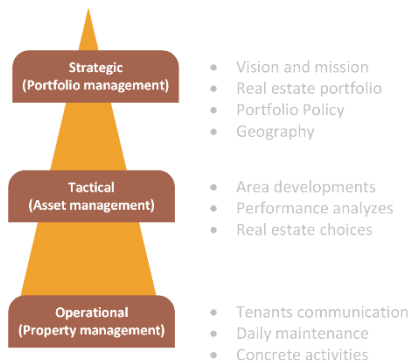 Strategic
(Portfolio management)
• Vision and mission
• Real estate portfolio
• Portfolio Policy
• Geography
Tactical
(Asset management)
• Area developments
• Performance analyzes
• Real estate choices
Operational
(Property management)
• Tenants communication
• Daily maintenance
• Concrete activities